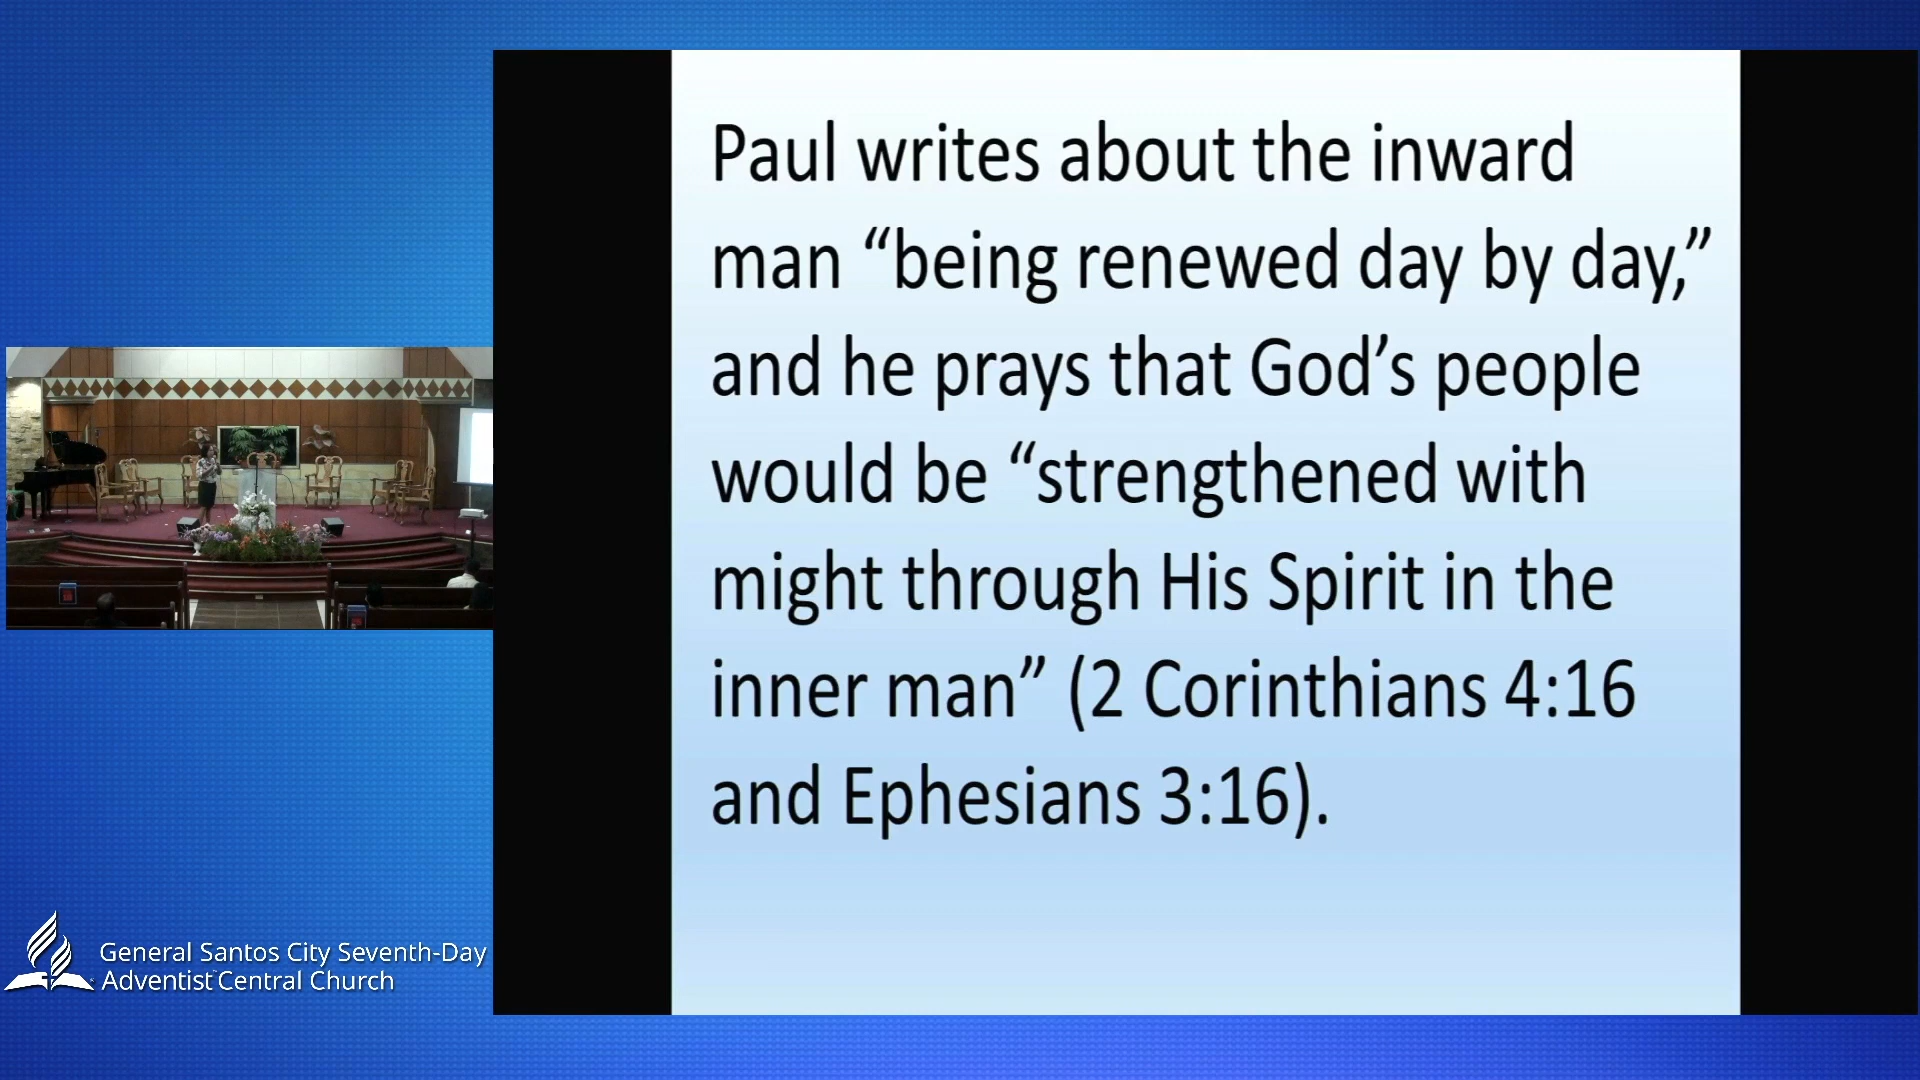 Paul writes about the inward
man “being renewed day by day,”
and he prays that God’s people
would be “strengthened with
might through His Spirit in the
inner man” (2 Corinthians 4:16
and Ephesians 3:16).
General Santos City Seventh-Day
Adventist Central Church